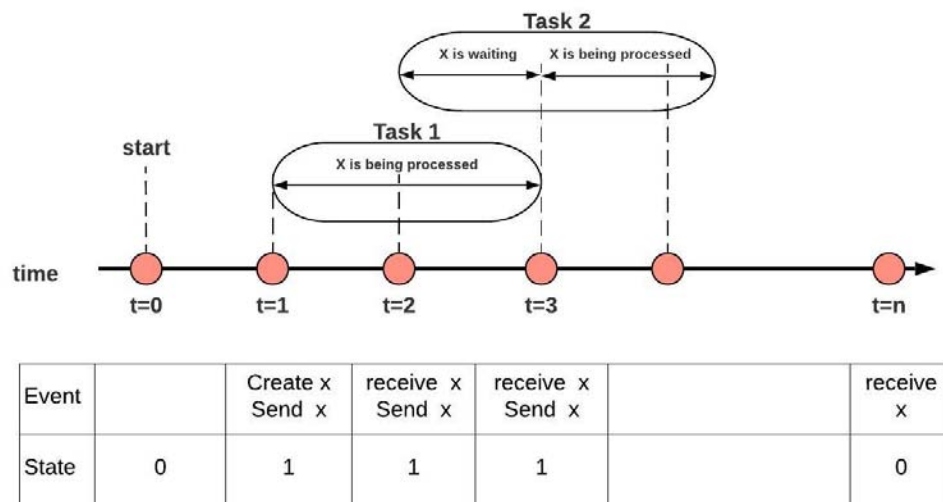 Task 2
X is waiting
X is being processed
Task 1
X is being processed
start
time
t=0
t=1
t=2
t=3
t=n
Event
Create x
Send x
receive x
Send x
receive x
Send x
receive
x
State
0
1
1
1
0